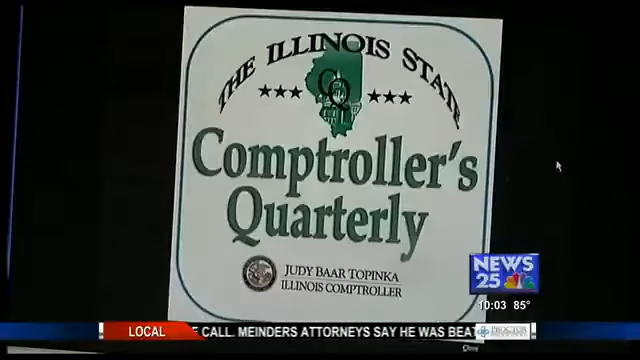 THE ILLINOIS STATE
CQ
Comptroller's
Quarterly
JUDY BAAR TOPINKA
ILLINOIS COMPTROLLER
NEWS
25
10:03 85°
LOCAL
E CALL. MEINDERS ATTORNEYS SAY HE WAS BEAT
PROCTOR